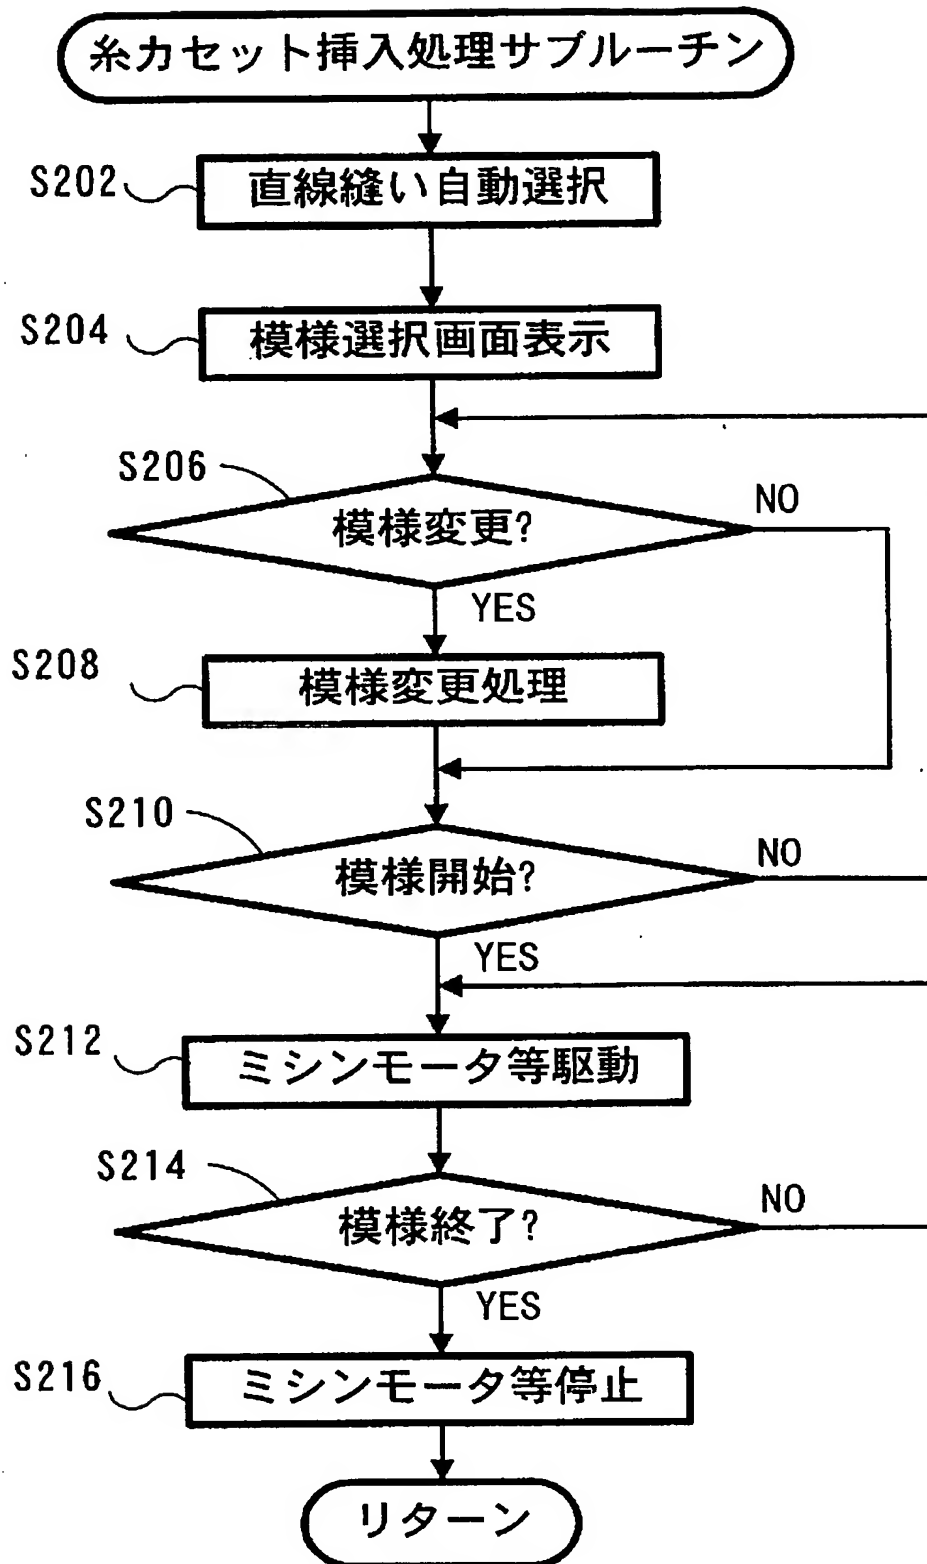 糸カセット挿入処理サブルーチン
S202
直線縫い自動選択
S204
模様選択画面表示
S206
模様変更?
NO
YES
S208
模様変更処理
S210
模様開始?
NO
YES
S212
ミシンモータ等駆動
S214
模様終了?
NO
YES
S216
ミシンモータ等停止
リターン